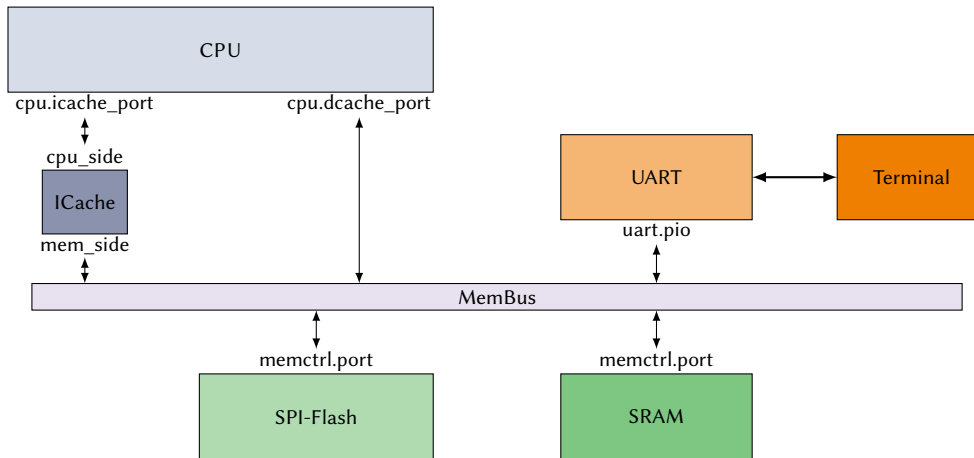 CPU
cpu.icache_port
cpu.dcache_port
cpu_side
ICache
mem_side
UART
uart.pio
Terminal
MemBus
memctrl.port
memctrl.port
SPI-Flash
SRAM